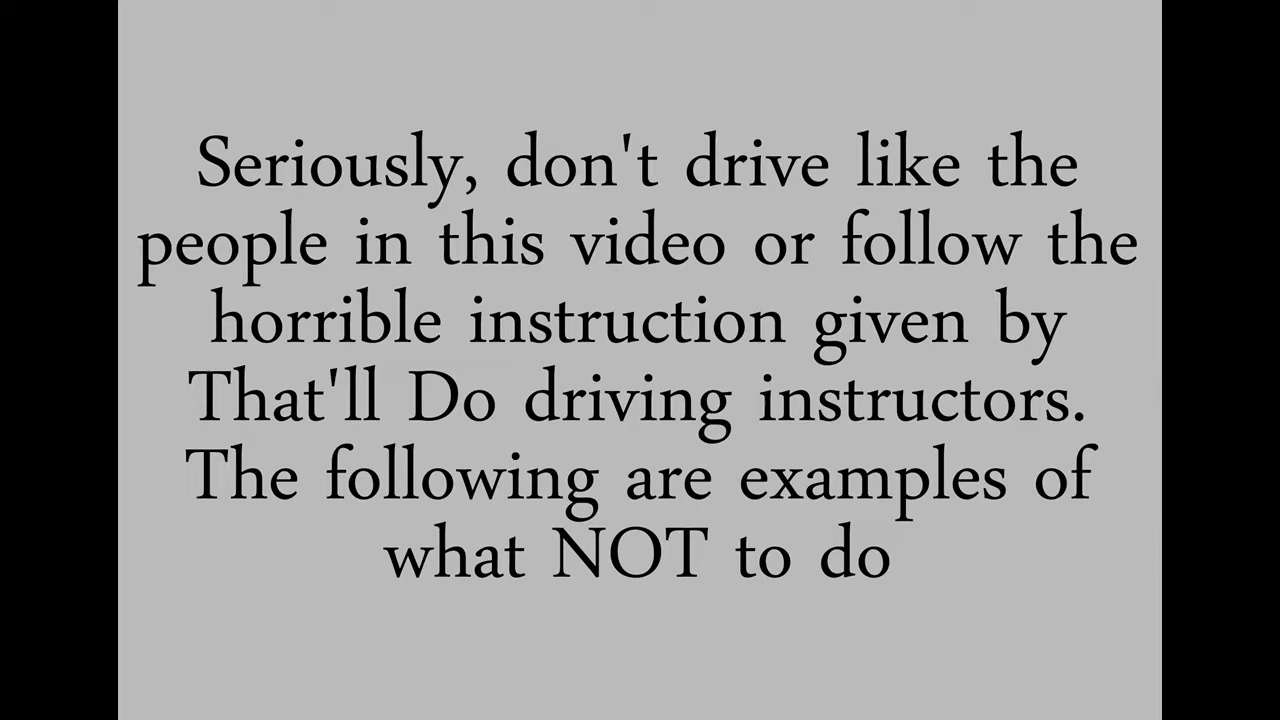 Seriously, don't drive like the
people in this video or follow the
horrible instruction given by
That'll Do driving instructors.
The following are examples of
what NOT to do